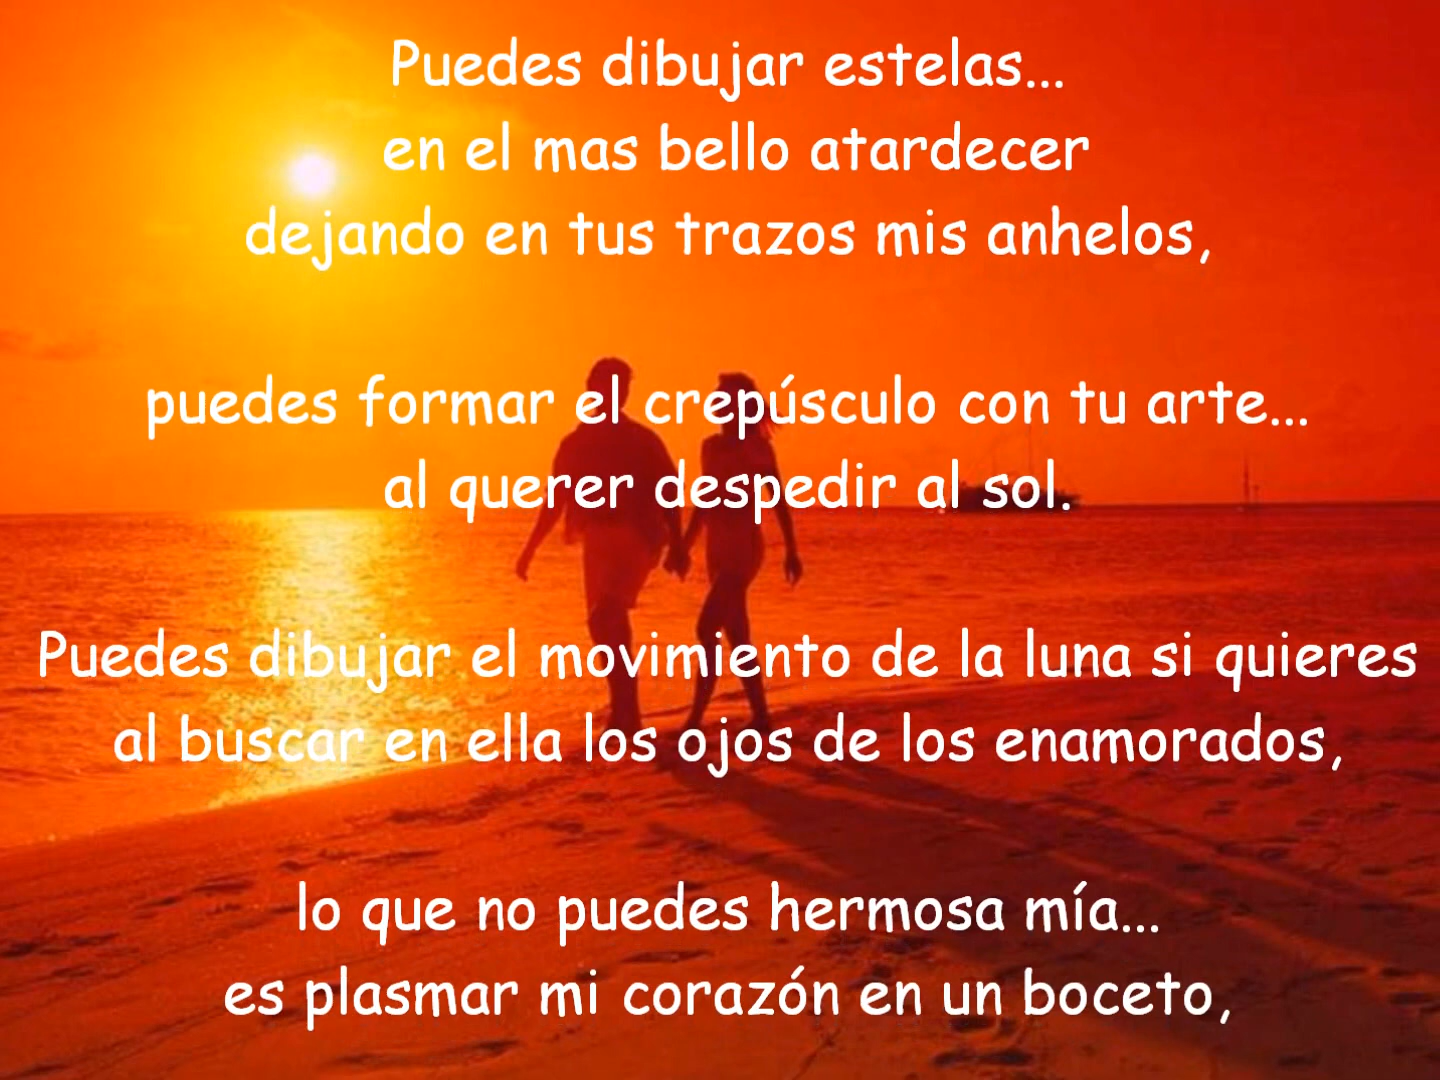 Puedes dibujar estelas...
en el mas bello atardecer
dejando en tus trazos mis anhelos,
puedes formar el crepúsculo con tu arte...
al querer despedir al sol.
Puedes dibujar el movimiento de la luna si quieres
al buscar en ella los ojos de los enamorados,
lo que no puedes hermosa mía...
es plasmar mi corazón en un boceto,